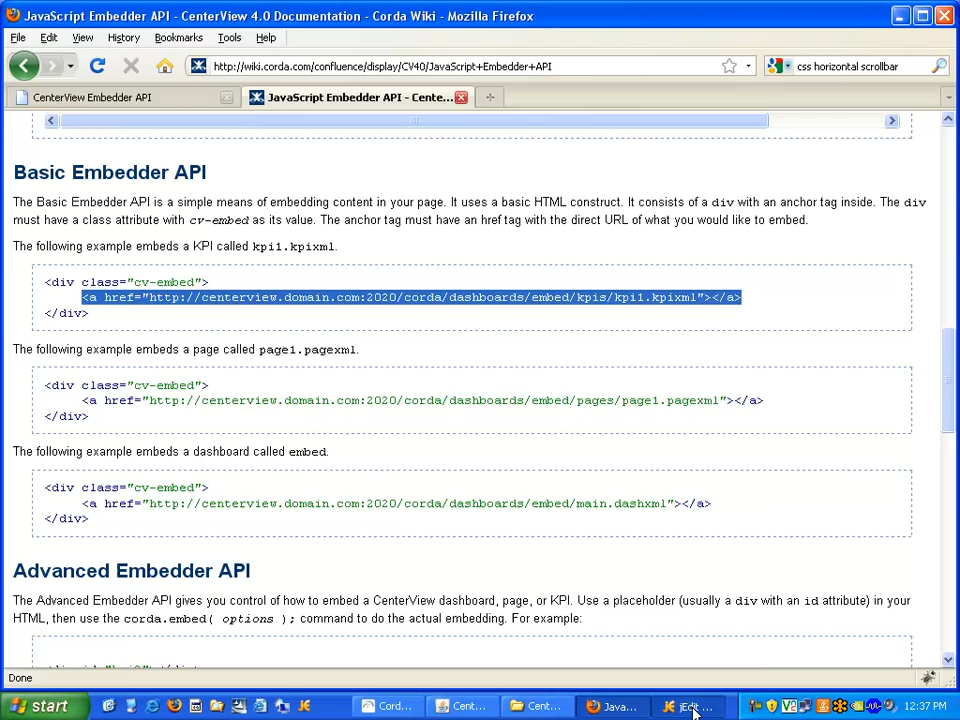 JavaScript Embedder API - CenterView 4.0 Documentation - Corda Wiki - Mozilla Firefox
File Edit View History Bookmarks Tools Help
http://wiki.corda.com/confluence/display/CV40/JavaScript+Embedder+API
css horizontal scrollbar
CenterView Embedder API
JavaScript Embedder API - Cente...
Basic Embedder API
The Basic Embedder API is a simple means of embedding content in your page. It uses a basic HTML construct. It consists of a div with an anchor tag inside. The div
must have a class attribute with cv-embed as its value. The anchor tag must have an href tag with the direct URL of what you would like to embed.
The following example embeds a KPI called kpi1.kpixml.
<div class="cv-embed">
<a href="http://centerview.domain.com:2020/corda/dashboards/embed/kpis/kpi1.kpixml"></a>
</div>
The following example embeds a page called page1.pagexml.
<div class="cv-embed">
<a href="http://centerview.domain.com:2020/corda/dashboards/embed/pages/page1.pagexml"></a>
</div>
The following example embeds a dashboard called embed.
<div class="cv-embed">
<a href="http://centerview.domain.com:2020/corda/dashboards/embed/main.dashxml"></a>
</div>
Advanced Embedder API
The Advanced Embedder API gives you control of how to embed a CenterView dashboard, page, or KPI. Use a placeholder (usually a div with an id attribute) in your
HTML, then use the corda.embed( options ); command to do the actual embedding. For example:
Done
start
Cord...
Cent...
Cent...
Java...
jEdit ...
12:37 PM